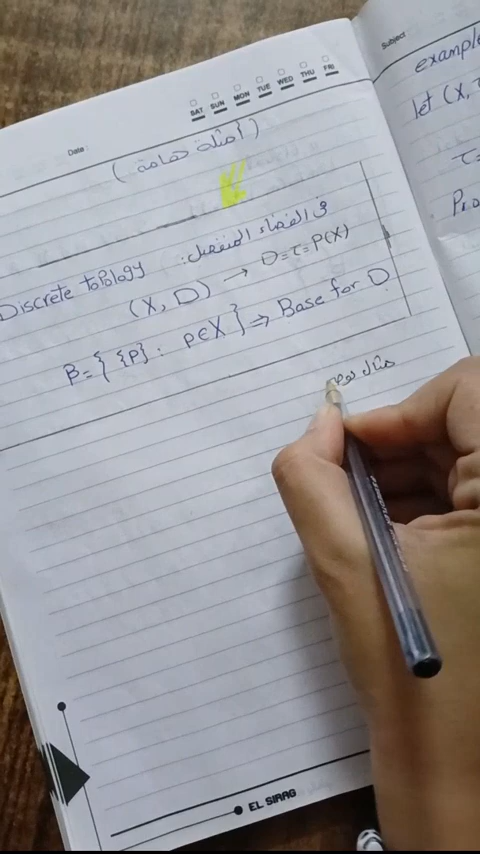 SAT SUN MON TUE WED THU FRI
Date:
( أمثلة هامة )
Discrete topology في الفضاء المنفصل:
(X, D) → D=τ=P(X)
β={ {p} : p∈X } ⇒ Base for D
مثال
EL SIRAG
Subject
example
let (X, τ
τ=